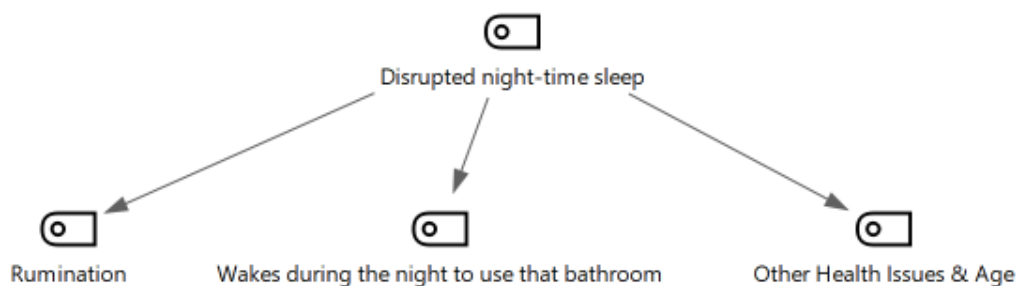 Disrupted night-time sleep
Rumination
Wakes during the night to use that bathroom
Other Health Issues & Age